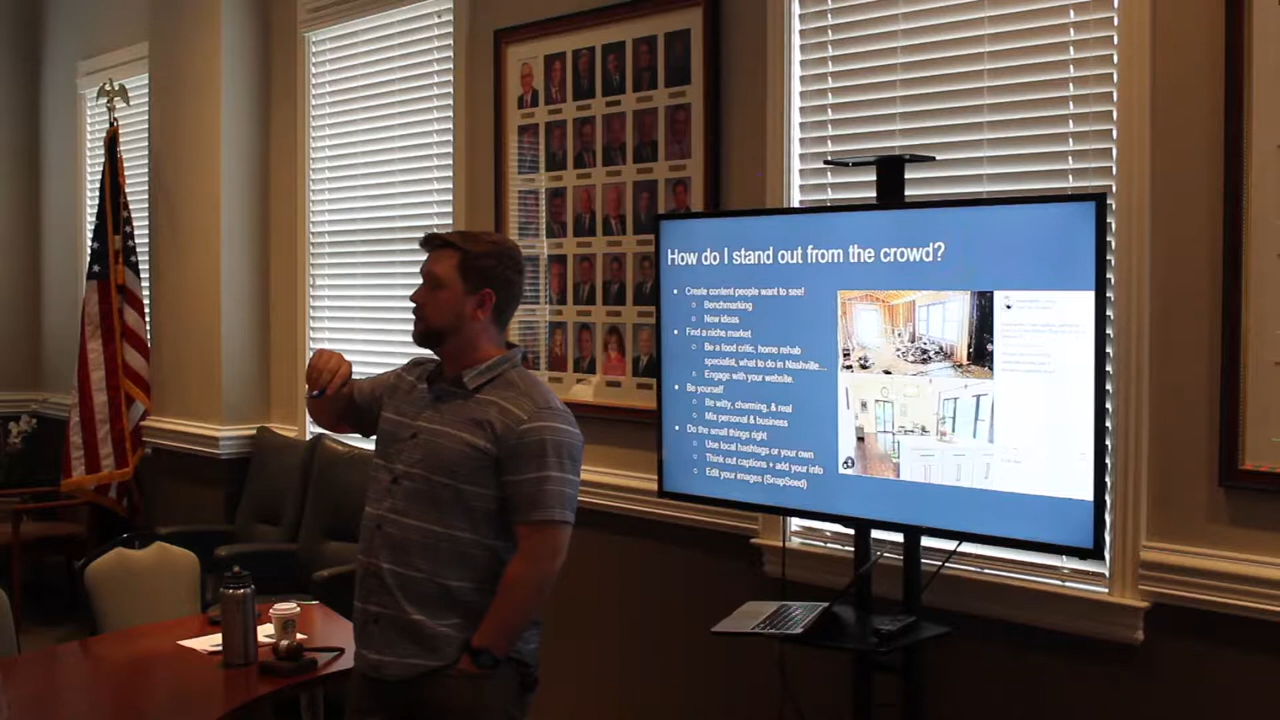 How do I stand out from the crowd?
● Create content people want to see!
○ Benchmarking
○ New ideas
● Find a niche market
○ Be a food critic, home rehab
specialist, what to do in Nashville...
○ Engage with your website.
● Be yourself
○ Be witty, charming, & real
○ Mix personal & business
● Do the small things right
○ Use local hashtags or your own
○ Think out captions + add your info
○ Edit your images (SnapSeed)